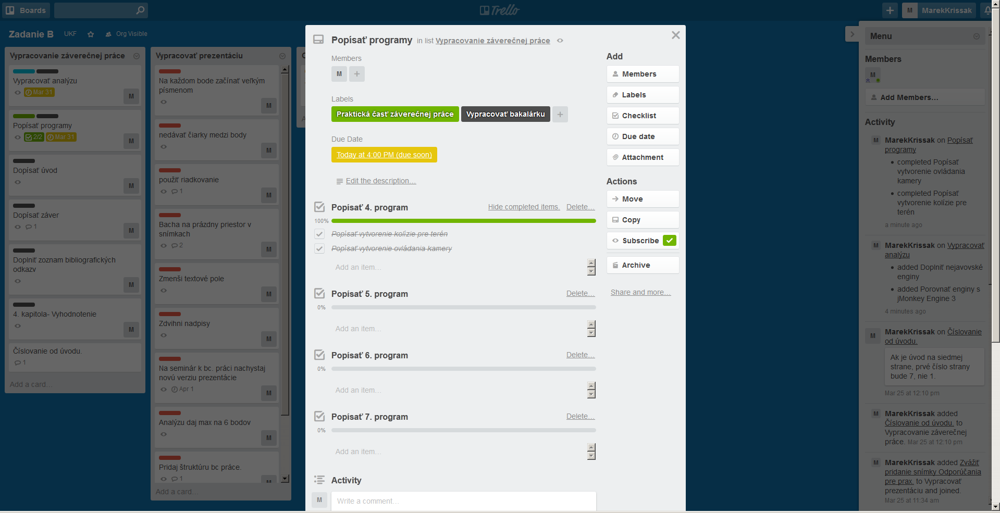 Boards
Trello
M
MarekKrissak
Zadanie B
UKF
Org Visible
Vypracovanie záverečnej práce
Vypracovať analýzu
Mar 31
M
Popísať programy
2/2
Mar 31
M
Dopísať úvod
M
Dopísať záver
1
M
Doplniť zoznam bibliografických
odkazv
M
4. kapitola- Vyhodnotenie
M
Číslovanie od úvodu.
1
Add a card...
Vypracovať prezentáciu
Na každom bode začínať veľkým
písmenom
M
nedávať čiarky medzi body
M
použiť riadkovanie
1
M
Bacha na prázdny priestor v
snímkach
2
M
Zmenši textové pole
M
Zdvihni nadpisy
M
Na seminár k bc. práci nachystaj
novú verziu prezentácie
Apr 1
M
Analýzu daj max na 6 bodov
M
Pridaj štruktúru bc práce.
1
M
Add a card...
Popísať programy in list Vypracovanie záverečnej práce
Members
M
Labels
Praktická časť záverečnej práce
Vypracovať bakalárku
Due Date
Today at 4:00 PM (due soon)
Edit the description...
Popísať 4. program
Hide completed items.
Delete...
100%
Popísať vytvorenie kolízie pre terén
Popísať vytvorenie ovládania kamery
Add an item...
Popísať 5. program
Delete...
0%
Add an item...
Popísať 6. program
Delete...
0%
Add an item...
Popísať 7. program
Delete...
0%
Add an item...
Activity
M
Write a comment...
Add
Members
Labels
Checklist
Due date
Attachment
Actions
Move
Copy
Subscribe
Archive
Share and more...
Menu
Members
M
Add Members...
Activity
M
MarekKrissak on Popísať
programy
completed Popísať
vytvorenie ovládania
kamery
completed Popísať
vytvorenie kolízie pre
terén
a minute ago
M
MarekKrissak on Vypracovať
analýzu
added Doplniť nejavovské
enginy
added Porovnať enginy s
jMonkey Engine 3
4 minutes ago
M
MarekKrissak on Číslovanie
od úvodu.
Ak je úvod na siedmej
strane, prvé číslo strany
bude 7, nie 1.
Mar 25 at 12:10 pm
M
MarekKrissak added
Číslovanie od úvodu. to
Vypracovanie záverečnej
práce. Mar 25 at 12:10 pm
M
MarekKrissak added Zvážiť
pridanie snímky Odporúčania
pre prax. to Vypracovať
prezentáciu and joined.
Mar 25 at 11:34 am